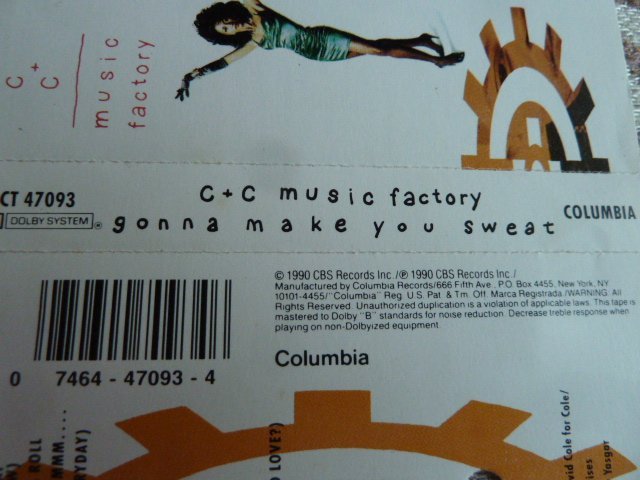 C + C
music
factory
CT 47093
DOLBY SYSTEM ®
C + C music factory
gonna make you sweat
COLUMBIA
© 1990 CBS Records Inc./℗ 1990 CBS Records Inc./
Manufactured by Columbia Records/666 Fifth Ave., P.O. Box 4455, New York, NY
10101-4455/"Columbia" Reg. U.S. Pat. & Tm. Off. Marca Registrada./WARNING: All
Rights Reserved. Unauthorized duplication is a violation of applicable laws. This tape is
mastered to Dolby "B" standards for noise reduction. Decrease treble response when
playing on non-Dolbyized equipment.
Columbia
0 7464 - 47093 - 4
ROLL
MMM....
RYDAY)
LOVE?)
vid Cole for Cole/
ises
Yasgor